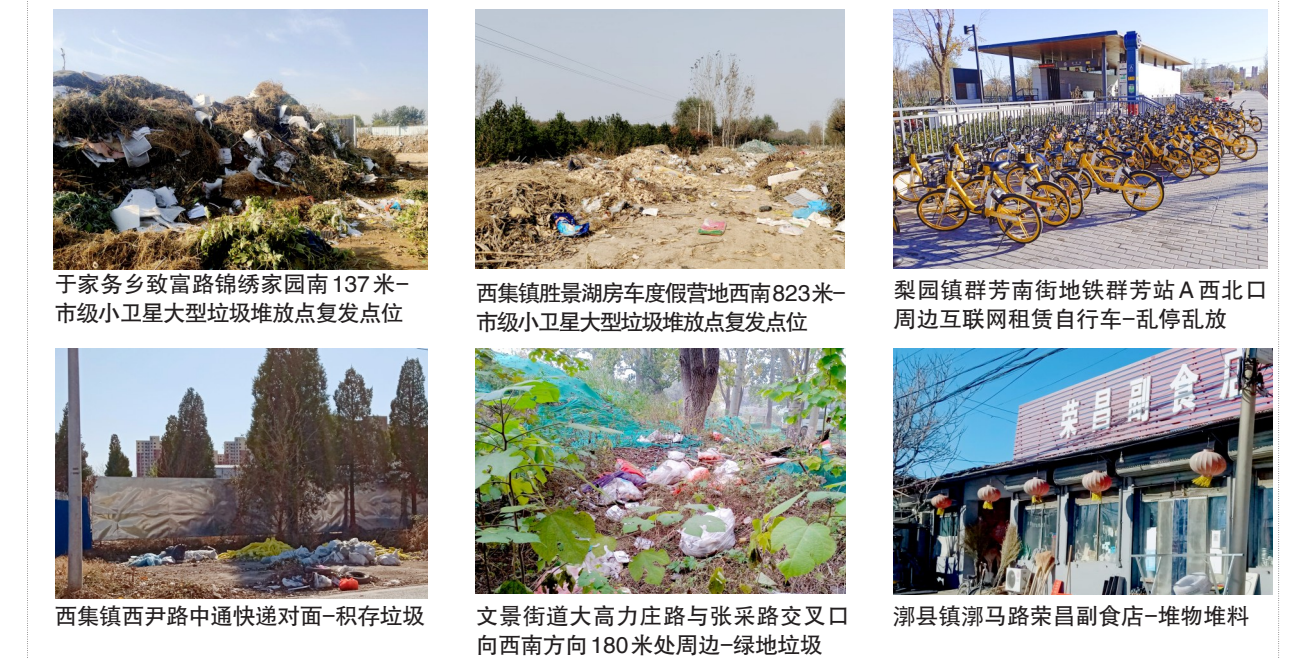 于家务乡致富路锦绣家园南137米-
市级小卫星大型垃圾堆放点复发点位
西集镇胜景湖房车度假营地西南823米-
市级小卫星大型垃圾堆放点复发点位
梨园镇群芳南街地铁群芳站A西北口
周边互联网租赁自行车-乱停乱放
荣昌副食店
西集镇西尹路中通快递对面-积存垃圾
文景街道大高力庄路与张采路交叉口
向西南方向180米处周边-绿地垃圾
漷县镇漷马路荣昌副食店-堆物堆料